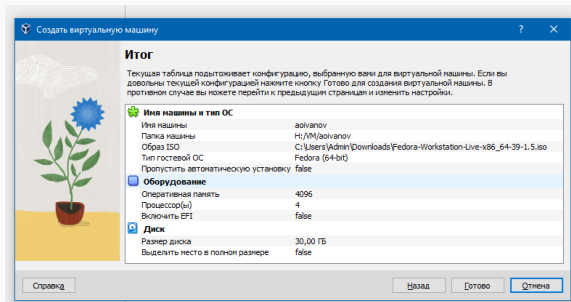 Создать виртуальную машину
Итог
Текущая таблица подытоживает конфигурацию, выбранную вами для виртуальной машины. Если вы
довольны текущей конфигурацией нажмите кнопку Готово для создания виртуальной машины. В
противном случае вы можете перейти к предыдущим страницам и изменить настройки.
Имя машины и тип ОС
Имя машины aoivanov
Папка машины H:/VM/aoivanov
Образ ISO C:\Users\Admin\Downloads\Fedora-Workstation-Live-x86_64-39-1.5.iso
Тип гостевой ОС Fedora (64-bit)
Пропустить автоматическую установку false
Оборудование
Оперативная память 4096
Процессор(ы) 4
Включить EFI false
Диск
Размер диска 30,00 ГБ
Выделить место в полном размере false
Справка Назад Готово Отмена